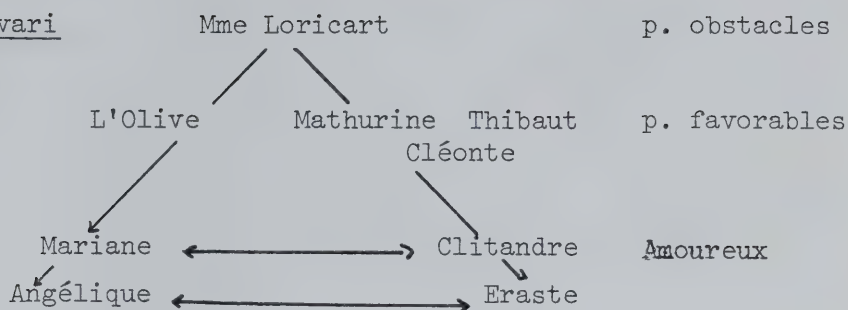 vari Mme Loricart p. obstacles
L'Olive Mathurine Thibaut p. favorables
Cléonte
Mariane Clitandre Amoureux
Angélique Eraste